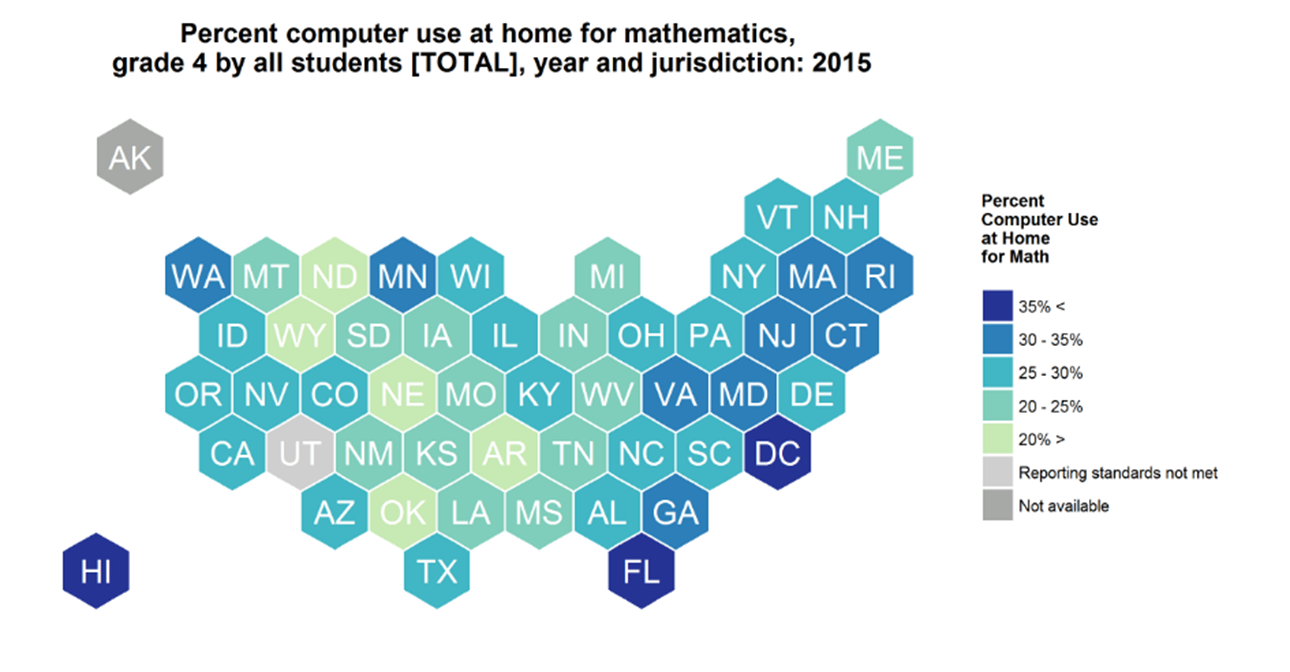 Percent computer use at home for mathematics,
grade 4 by all students [TOTAL], year and jurisdiction: 2015
AK
ME
VT NH
WA MT ND MN WI MI NY MA RI
ID WY SD IA IL IN OH PA NJ CT
OR NV CO NE MO KY WV VA MD DE
CA UT NM KS AR TN NC SC DC
AZ OK LA MS AL GA
HI TX FL
Percent
Computer Use
at Home
for Math
35% <
30 - 35%
25 - 30%
20 - 25%
20% >
Reporting standards not met
Not available